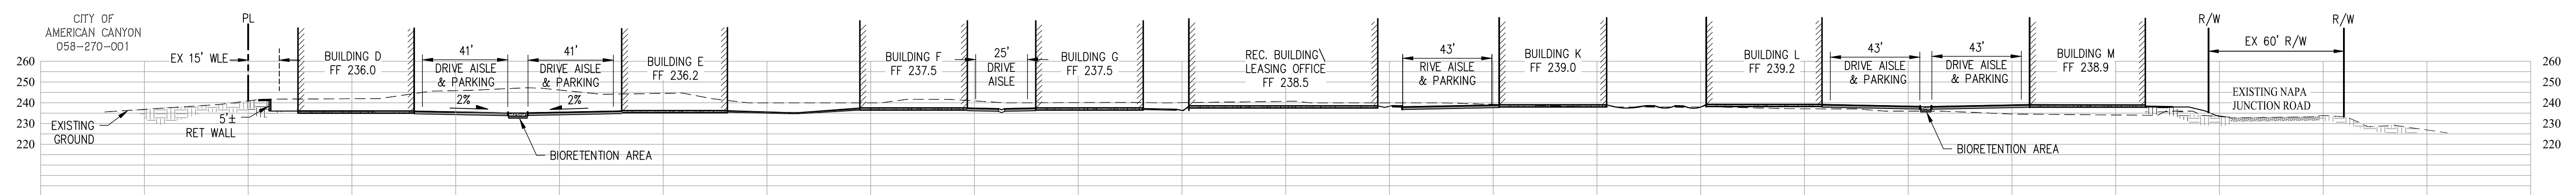 CITY OF
AMERICAN CANYON
058-270-001
PL
EX 15' WLE
BUILDING D
FF 236.0
41'
DRIVE AISLE
& PARKING
2%
41'
DRIVE AISLE
& PARKING
2%
BUILDING E
FF 236.2
BUILDING F
FF 237.5
25'
DRIVE
AISLE
BUILDING G
FF 237.5
REC. BUILDING\
LEASING OFFICE
FF 238.5
43'
RIVE AISLE
& PARKING
BUILDING K
FF 239.0
BUILDING L
FF 239.2
43'
DRIVE AISLE
& PARKING
43'
DRIVE AISLE
& PARKING
BUILDING M
FF 238.9
R/W
EX 60' R/W
R/W
EXISTING NAPA
JUNCTION ROAD
260
250
240
230
220
EXISTING
GROUND
5'±
RET WALL
BIORETENTION AREA
BIORETENTION AREA
260
250
240
230
220